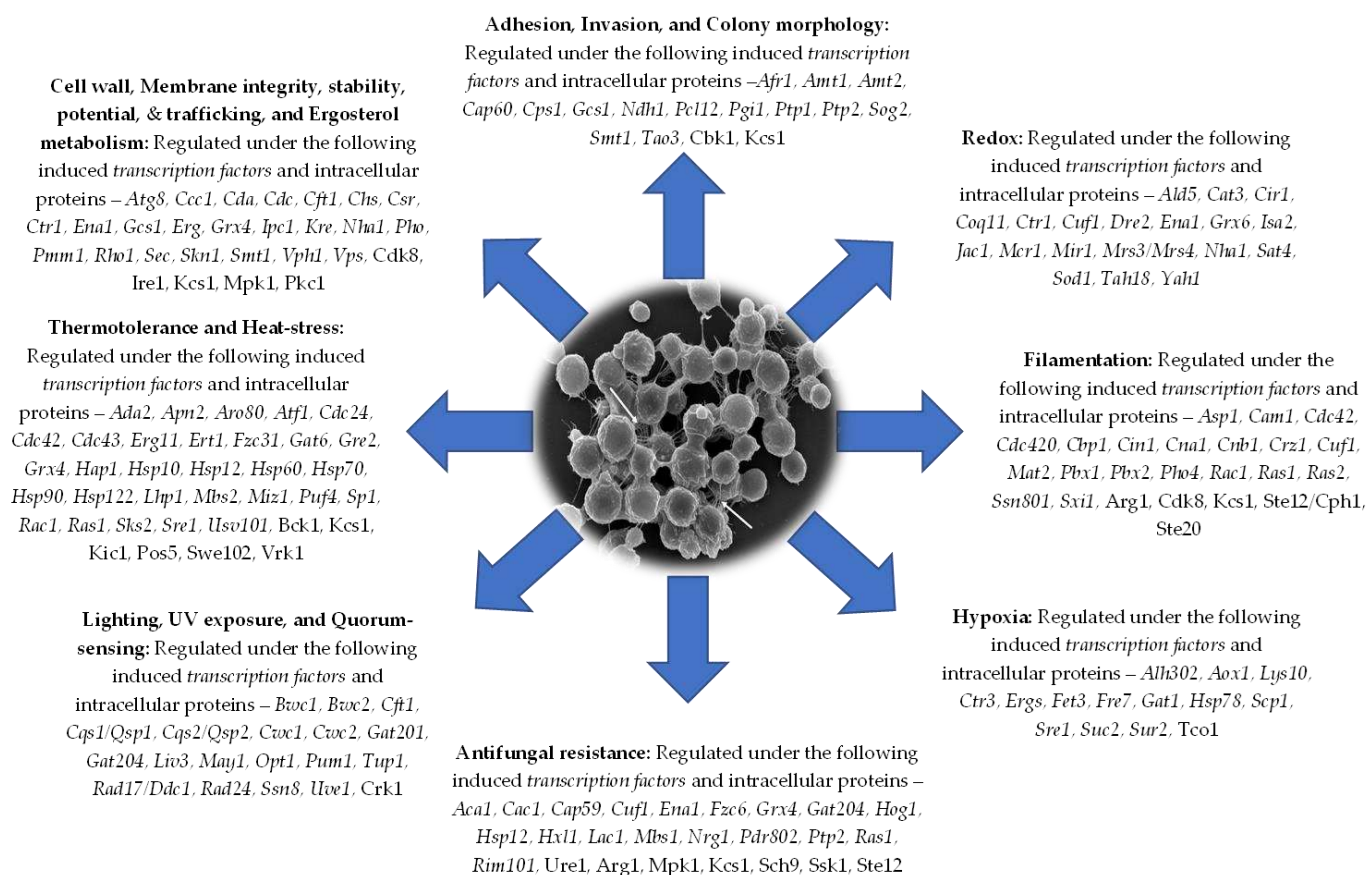 Adhesion, Invasion, and Colony morphology:
Regulated under the following induced transcription
factors and intracellular proteins –Afr1, Amt1, Amt2,
Cap60, Cps1, Gcs1, Ndh1, Pcl12, Pgi1, Ptp1, Ptp2, Sog2,
Smt1, Tao3, Cbk1, Kcs1
Cell wall, Membrane integrity, stability,
potential, & trafficking, and Ergosterol
metabolism: Regulated under the following
induced transcription factors and intracellular
proteins – Atg8, Ccc1, Cda, Cdc, Cft1, Chs, Csr,
Ctr1, Ena1, Gcs1, Erg, Grx4, Ipc1, Kre, Nha1, Pho,
Pmm1, Rho1, Sec, Skn1, Smt1, Vph1, Vps, Cdk8,
Ire1, Kcs1, Mpk1, Pkc1
Redox: Regulated under the following
induced transcription factors and
intracellular proteins – Ald5, Cat3, Cir1,
Coq11, Ctr1, Cuf1, Dre2, Ena1, Grx6, Isa2,
Jac1, Mcr1, Mir1, Mrs3/Mrs4, Nha1, Sat4,
Sod1, Tah18, Yah1
Thermotolerance and Heat-stress:
Regulated under the following induced
transcription factors and intracellular
proteins – Ada2, Apn2, Aro80, Atf1, Cdc24,
Cdc42, Cdc43, Erg11, Ert1, Fzc31, Gat6, Gre2,
Grx4, Hap1, Hsp10, Hsp12, Hsp60, Hsp70,
Hsp90, Hsp122, Lhp1, Mbs2, Miz1, Puf4, Sp1,
Rac1, Ras1, Sks2, Sre1, Usv101, Bck1, Kcs1,
Kic1, Pos5, Swe102, Vrk1
Filamentation: Regulated under the
following induced transcription factors and
intracellular proteins – Asp1, Cam1, Cdc42,
Cdc420, Cbp1, Cin1, Cna1, Cnb1, Crz1, Cuf1,
Mat2, Pbx1, Pbx2, Pho4, Rac1, Ras1, Ras2,
Ssn801, Sxi1, Arg1, Cdk8, Kcs1, Ste12/Cph1,
Ste20
Lighting, UV exposure, and Quorum-
sensing: Regulated under the following
induced transcription factors and
intracellular proteins – Bwc1, Bwc2, Cft1,
Cqs1/Qsp1, Cqs2/Qsp2, Cwc1, Cwc2, Gat201,
Gat204, Liv3, May1, Opt1, Pum1, Tup1,
Rad17/Ddc1, Rad24, Ssn8, Uve1, Crk1
Hypoxia: Regulated under the following
induced transcription factors and
intracellular proteins – Alh302, Aox1, Lys10,
Ctr3, Ergs, Fet3, Fre7, Gat1, Hsp78, Scp1,
Sre1, Suc2, Sur2, Tco1
Antifungal resistance: Regulated under the following
induced transcription factors and intracellular proteins –
Aca1, Cac1, Cap59, Cuf1, Ena1, Fzc6, Grx4, Gat204, Hog1,
Hsp12, Hxl1, Lac1, Mbs1, Nrg1, Pdr802, Ptp2, Ras1,
Rim101, Ure1, Arg1, Mpk1, Kcs1, Sch9, Ssk1, Ste12